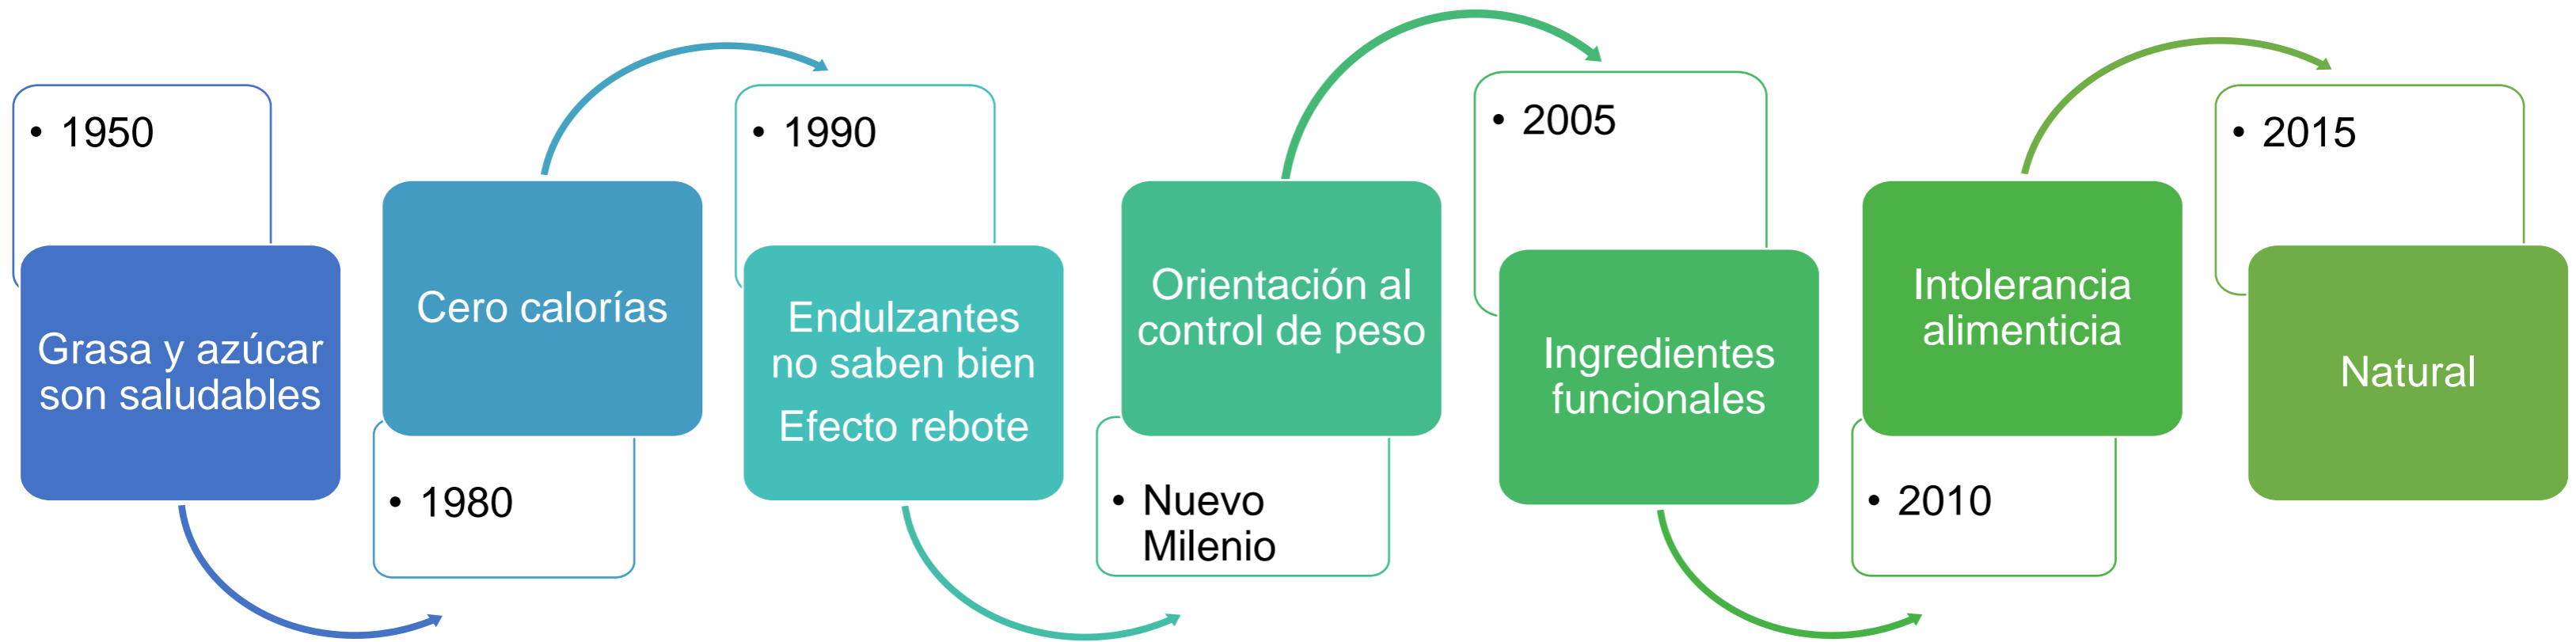 • 1950
Grasa y azúcar
son saludables
Cero calorías
• 1980
• 1990
Endulzantes
no saben bien
Efecto rebote
Orientación al
control de peso
• Nuevo
Milenio
• 2005
Ingredientes
funcionales
Intolerancia
alimenticia
• 2010
• 2015
Natural